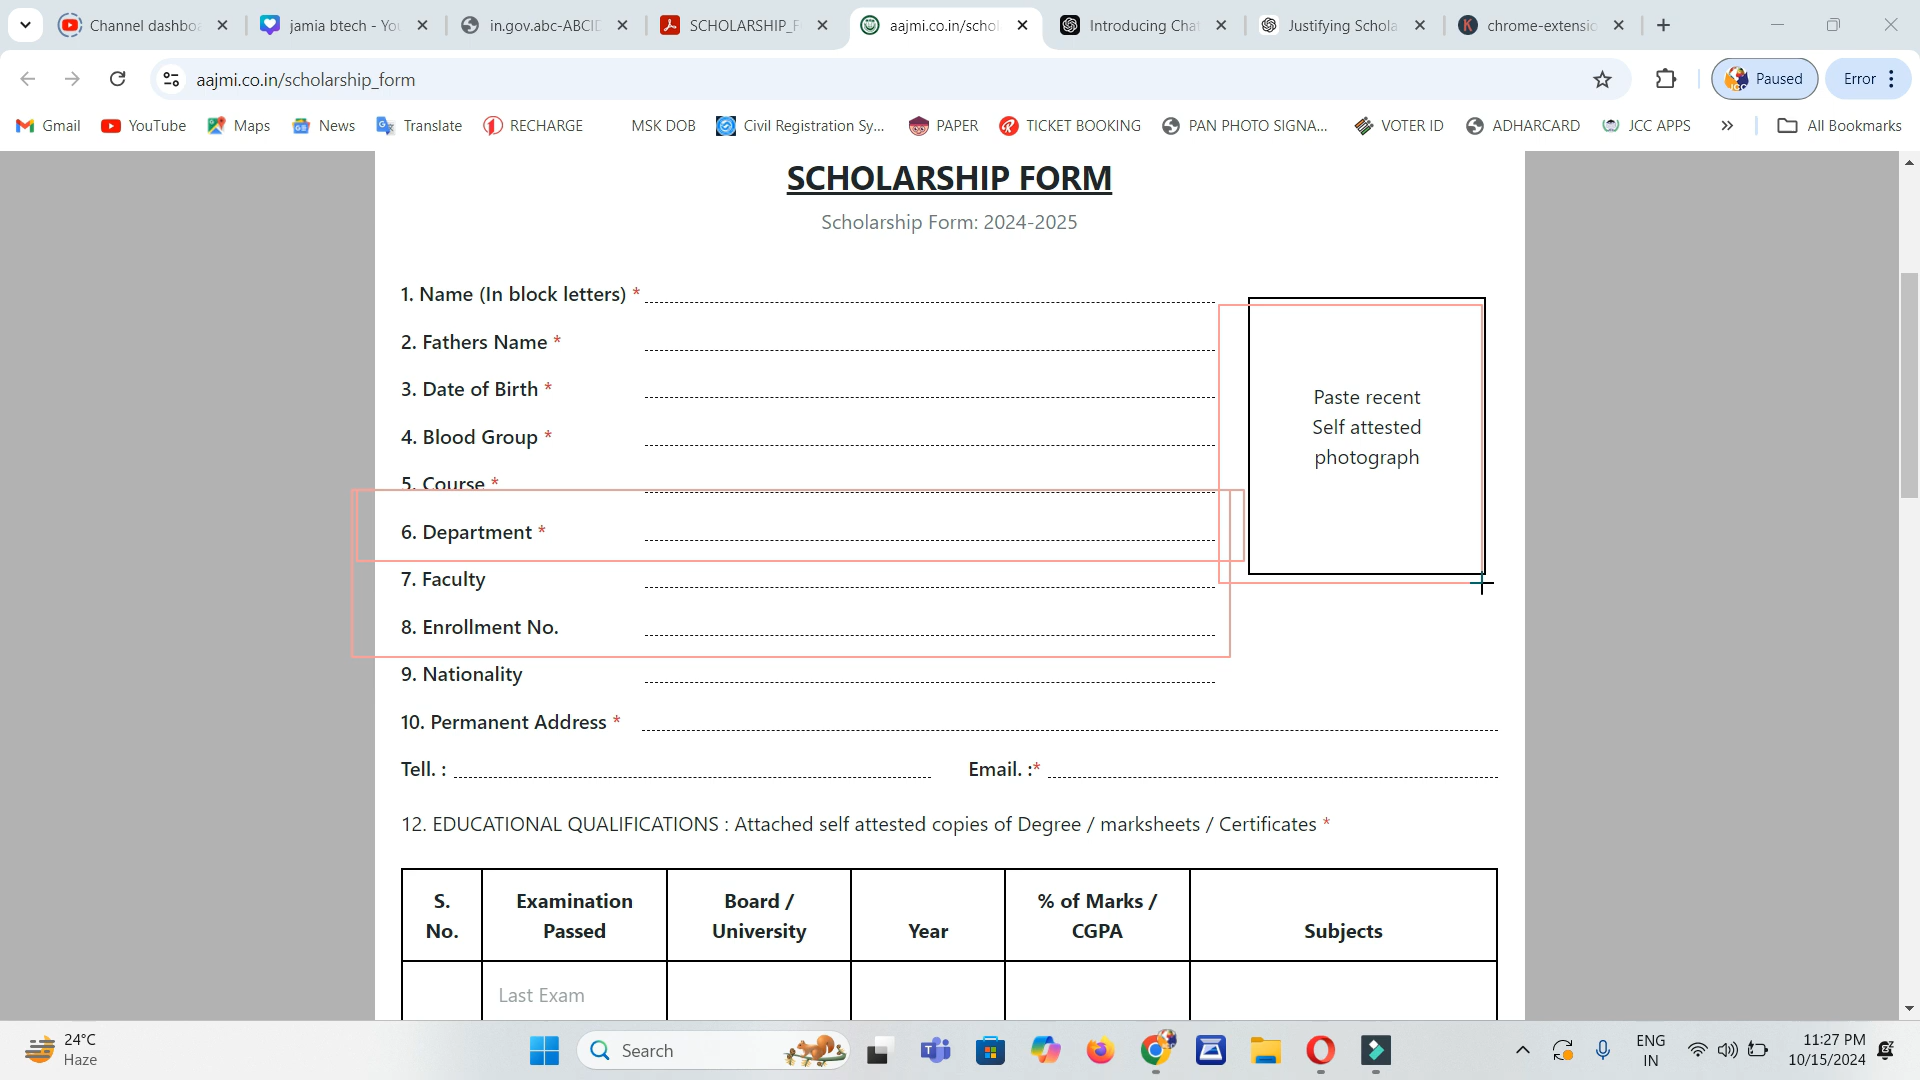 Channel dashbo
jamia btech - Yo
in.gov.abc-ABCID
SCHOLARSHIP_F
aajmi.co.in/schol
Introducing Chat
Justifying Schola
chrome-extensio
aajmi.co.in/scholarship_form
Paused
Error
Gmail
YouTube
Maps
News
Translate
RECHARGE
MSK DOB
Civil Registration Sy...
PAPER
TICKET BOOKING
PAN PHOTO SIGNA...
VOTER ID
ADHARCARD
JCC APPS
All Bookmarks
SCHOLARSHIP FORM
Scholarship Form: 2024-2025
1. Name (In block letters) *
2. Fathers Name *
3. Date of Birth *
4. Blood Group *
5. Course *
6. Department *
7. Faculty
8. Enrollment No.
9. Nationality
Paste recent
Self attested
photograph
10. Permanent Address *
Tell. :
Email. :*
12. EDUCATIONAL QUALIFICATIONS : Attached self attested copies of Degree / marksheets / Certificates *
S. No.
Examination Passed
Board / University
Year
% of Marks / CGPA
Subjects
Last Exam
24°C
Haze
Search
ENG
IN
11:27 PM
10/15/2024